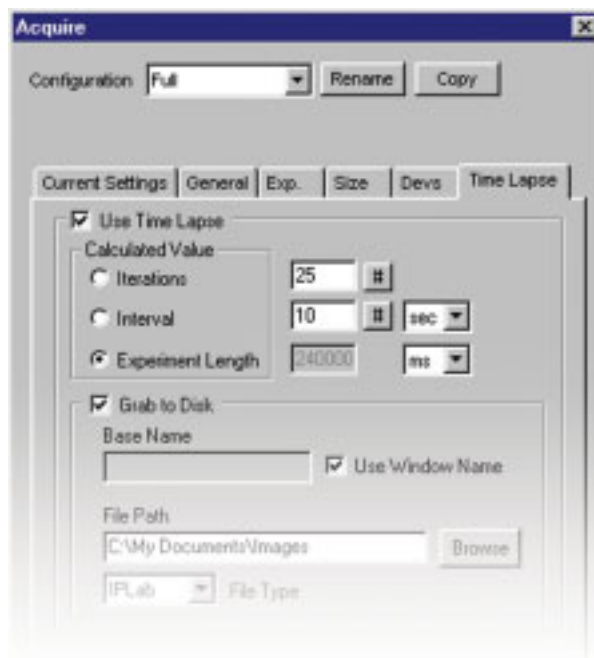 Acquire
Configuration Full Rename Copy
Current Settings General Exp. Size Devs Time Lapse
Use Time Lapse
Calculated Value
Iterations 25 #
Interval 10 # sec
Experiment Length 240000 ms
Grab to Disk
Base Name
Use Window Name
File Path
C:\My Documents\Images Browse
IPLab File Type